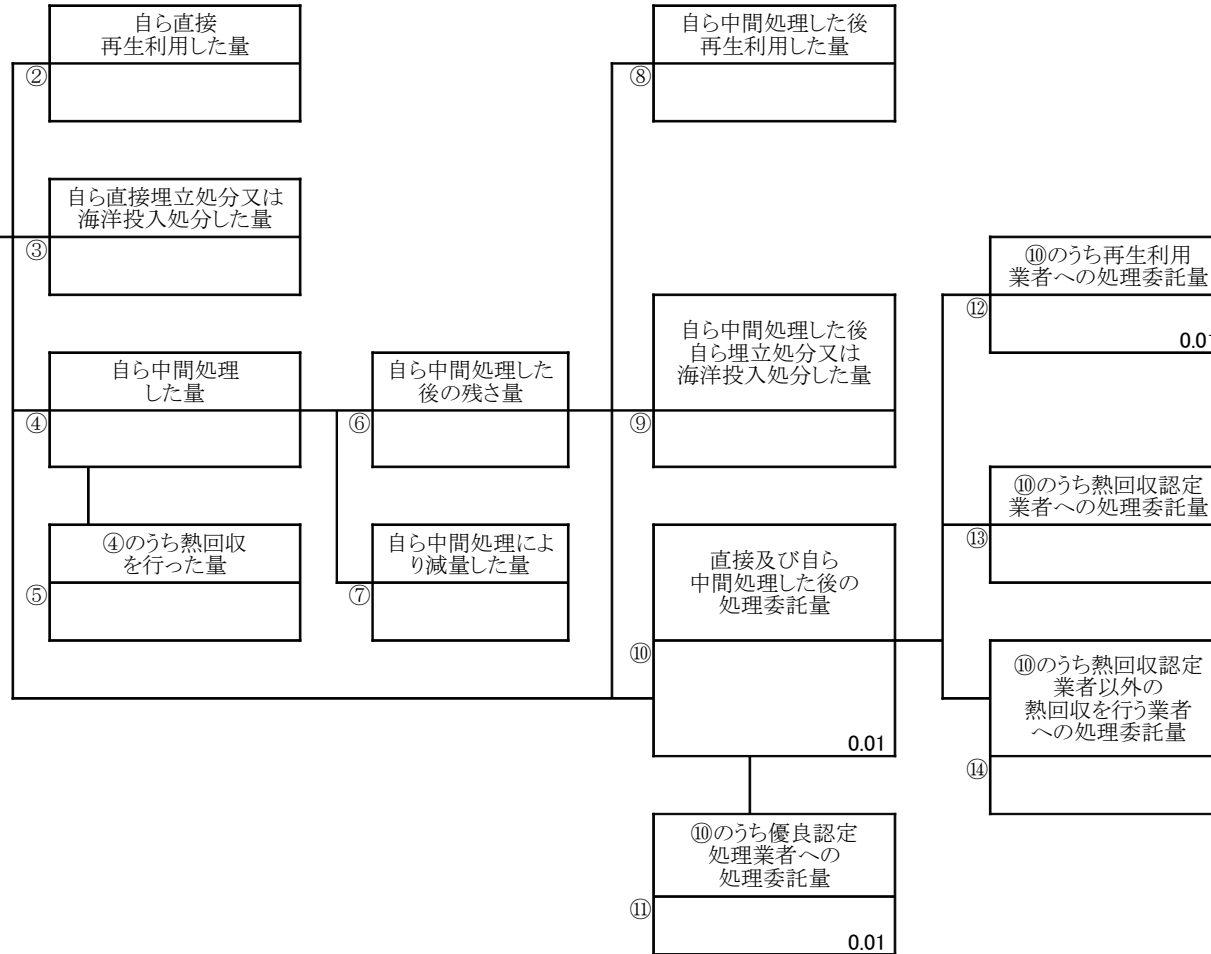 自ら直接
再生利用した量
②
自ら中間処理した後
再生利用した量
⑧
自ら直接埋立処分又は
海洋投入処分した量
③
⑩のうち再生利用
業者への処理委託量
⑫
0.01
自ら中間処理した後
自ら埋立処分又は
海洋投入処分した量
⑨
自ら中間処理
した量
④
自ら中間処理した
後の残さ量
⑥
⑩のうち熱回収認定
業者への処理委託量
⑬
④のうち熱回収
を行った量
⑤
自ら中間処理によ
り減量した量
⑦
直接及び自ら
中間処理した後の
処理委託量
⑩
0.01
⑩のうち熱回収認定
業者以外の
熱回収を行う業者
への処理委託量
⑭
⑩のうち優良認定
処理業者への
処理委託量
⑪
0.01